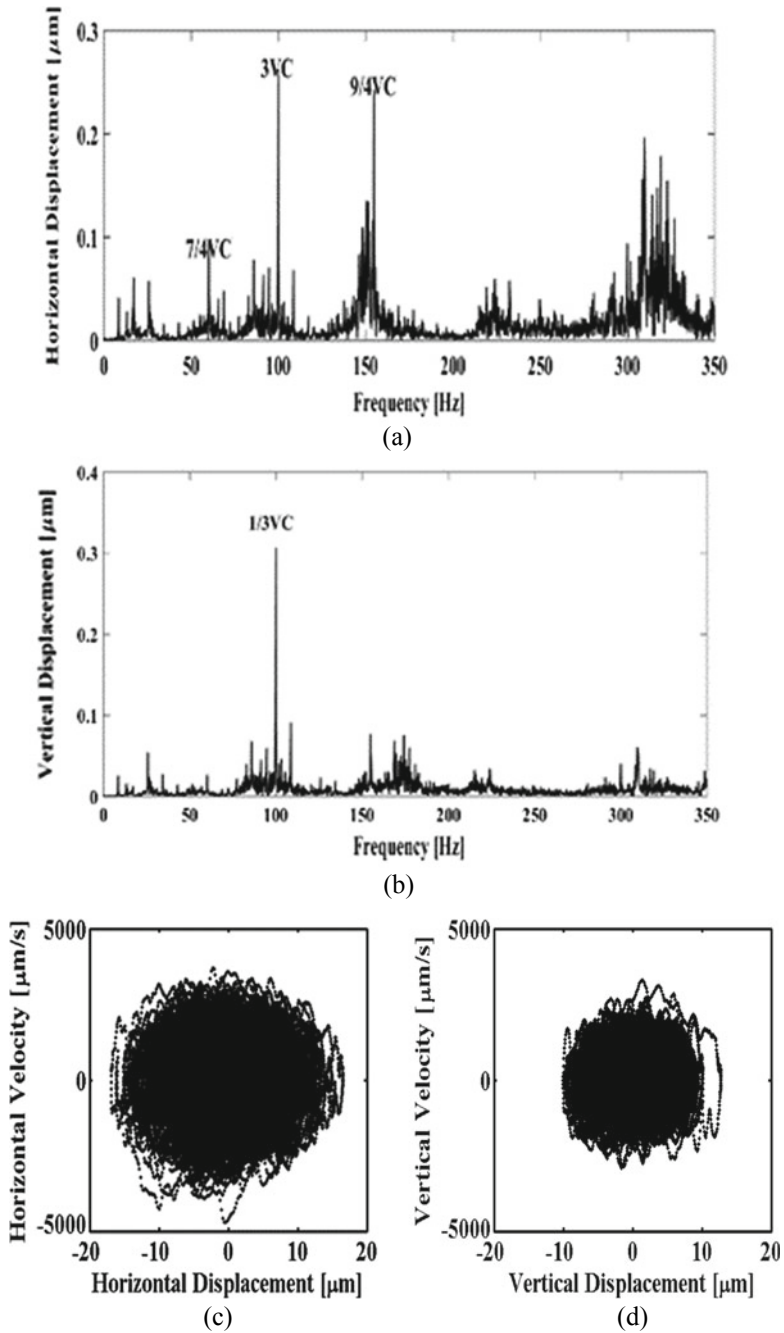 Horizontal Displacement [μm]
0.3
0.2
0.1
0
3VC
9/4VC
7/4VC
0 50 100 150 200 250 300 350
Frequency [Hz]
(a)
Vertical Displacement [μm]
0.4
0.3
0.2
0.1
0
1/3VC
0 50 100 150 200 250 300 350
Frequency [Hz]
(b)
Horizontal Velocity [μm/s]
5000
0
-5000
-20 -10 0 10 20
Horizontal Displacement [μm]
(c)
Vertical Velocity [μm/s]
5000
0
-5000
-20 -10 0 10 20
Vertical Displacement [μm]
(d)